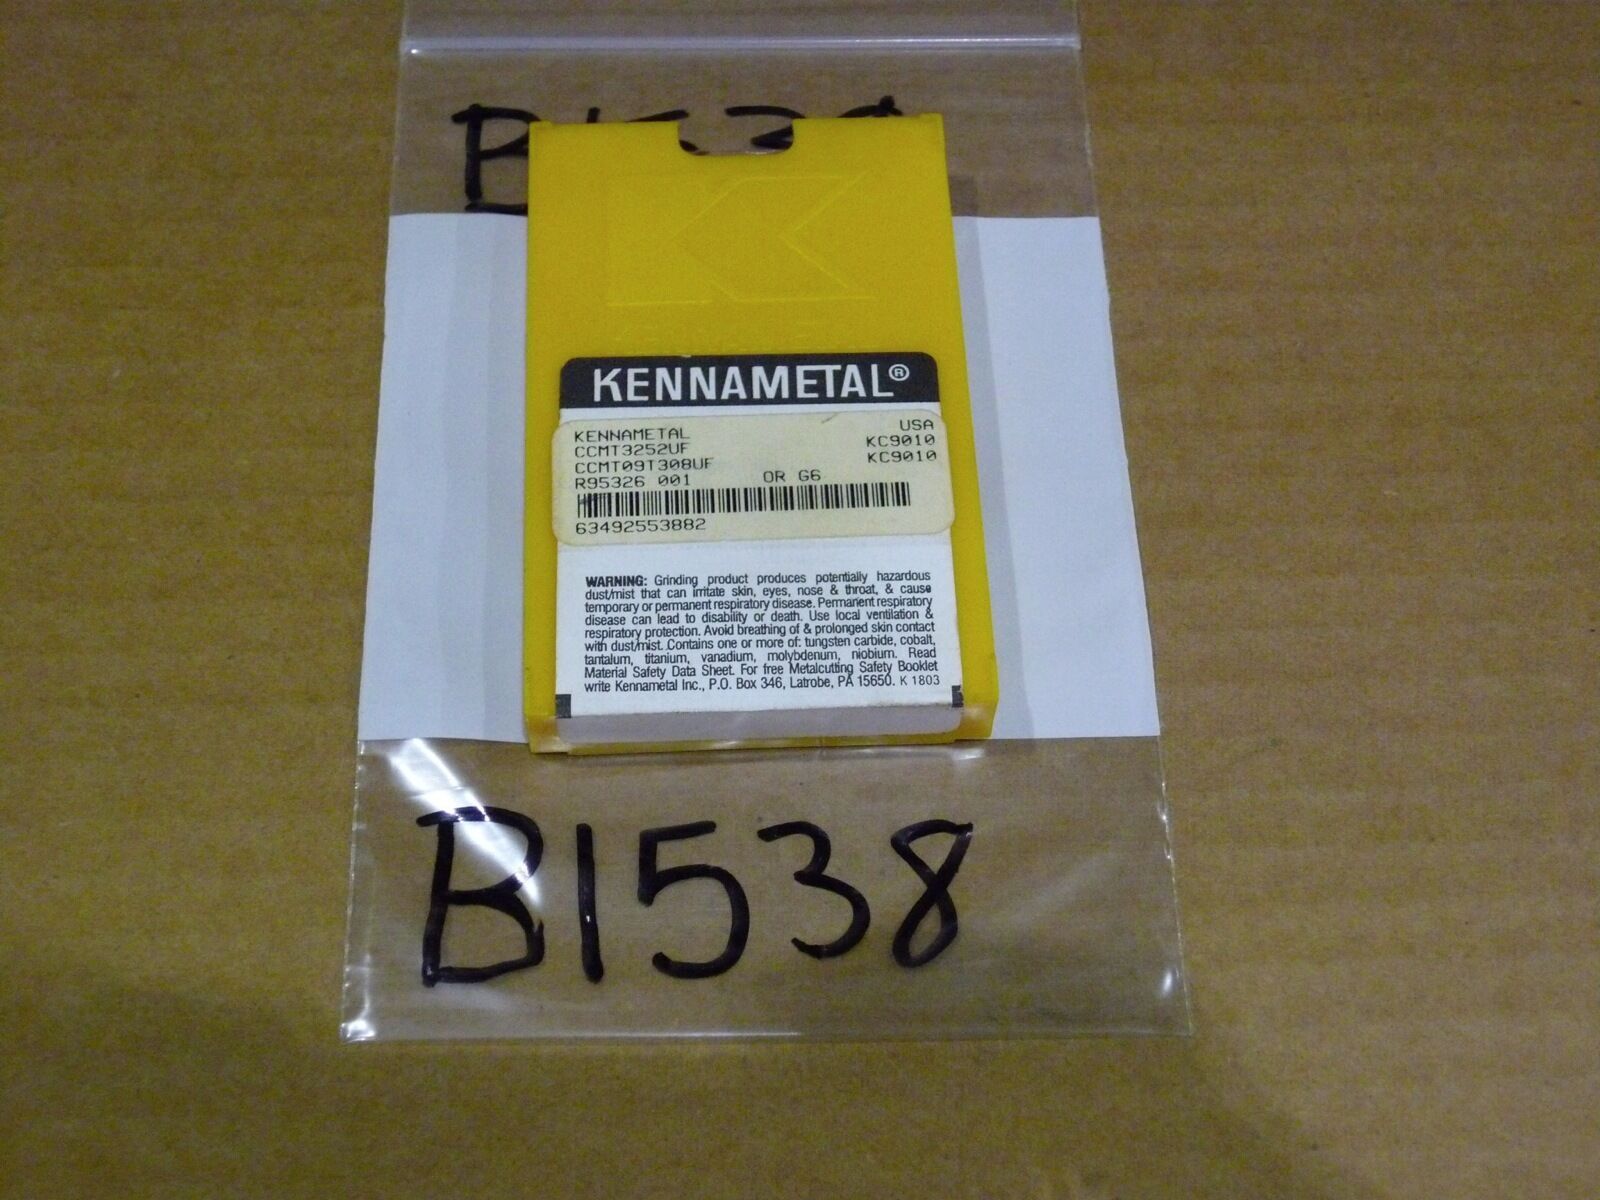 KENNAMETAL®
KENNAMETAL USA
CCMT3252UF KC9010
CCMT09T308UF KC9010
R95326 001 OR G6
63492553882
WARNING: Grinding product produces potentially hazardous
dust/mist that can irritate skin, eyes, nose & throat, & cause
temporary or permanent respiratory disease. Permanent respiratory
disease can lead to disability or death. Use local ventilation &
respiratory protection. Avoid breathing of & prolonged skin contact
with dust/mist. Contains one or more of: tungsten carbide, cobalt,
tantalum, titanium, vanadium, molybdenum, niobium. Read
Material Safety Data Sheet. For free Metalcutting Safety Booklet
write Kennametal Inc., P.O. Box 346, Latrobe, PA 15650. K 1803
B1538